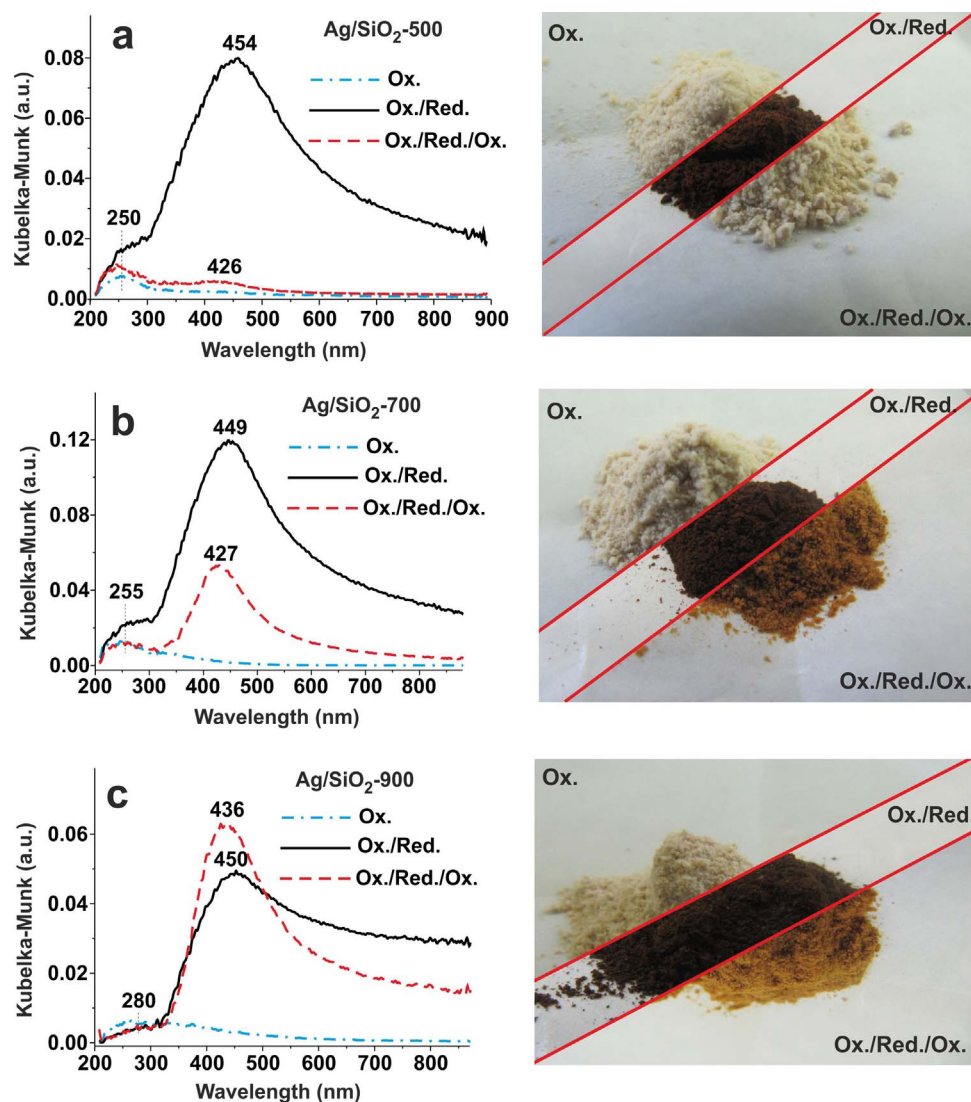 a
Ag/SiO₂-500
454
Ox.
Ox./Red.
Ox./Red./Ox.
250
426
0.08
0.06
0.04
0.02
0.00
Kubelka-Munk (a.u.)
200 300 400 500 600 700 800 900
Wavelength (nm)
Ox.
Ox./Red.
Ox./Red./Ox.
b
Ag/SiO₂-700
449
Ox.
Ox./Red.
Ox./Red./Ox.
427
255
0.12
0.08
0.04
0.00
Kubelka-Munk (a.u.)
200 300 400 500 600 700 800
Wavelength (nm)
Ox.
Ox./Red.
Ox./Red./Ox.
c
Ag/SiO₂-900
436
Ox.
Ox./Red.
450
Ox./Red./Ox.
280
0.06
0.04
0.02
0.00
Kubelka-Munk (a.u.)
200 300 400 500 600 700 800
Wavelength (nm)
Ox.
Ox./Red.
Ox./Red./Ox.